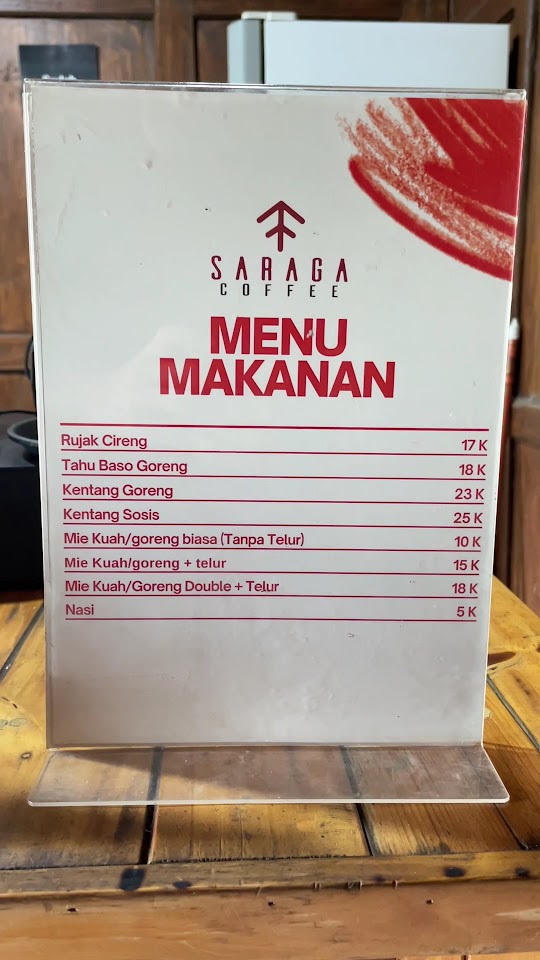 SARAGA
COFFEE
MENU
MAKANAN
Rujak Cireng 17 K
Tahu Baso Goreng 18 K
Kentang Goreng 23 K
Kentang Sosis 25 K
Mie Kuah/goreng biasa (Tanpa Telur) 10 K
Mie Kuah/goreng + telur 15 K
Mie Kuah/Goreng Double + Telur 18 K
Nasi 5 K